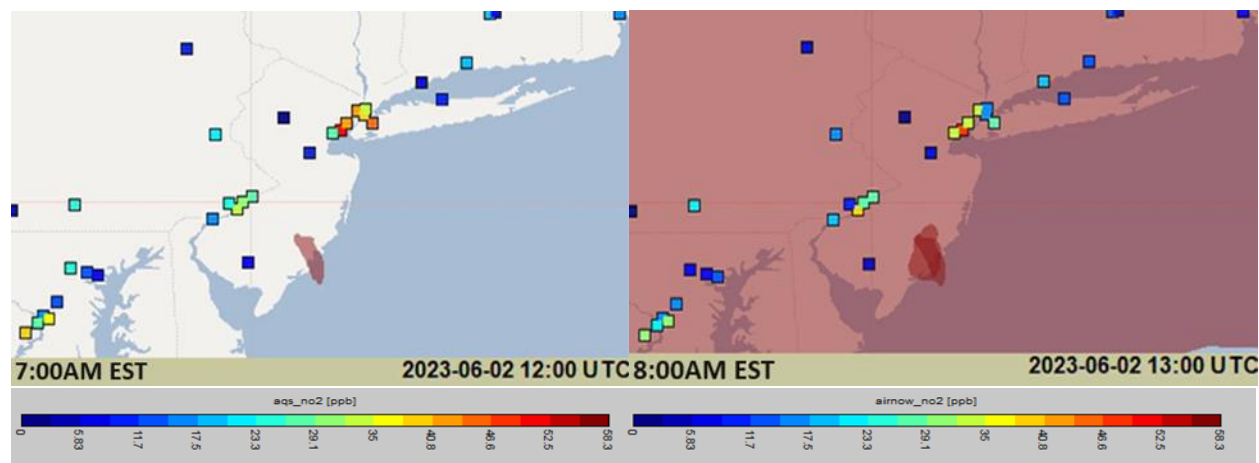 7:00AM EST 2023-06-02 12:00 UTC 8:00AM EST 2023-06-02 13:00 UTC
aqs_no2 [ppb] airnow_no2 [ppb]
0 5.83 11.7 17.5 23.3 29.1 35 40.8 46.6 52.5 58.3 0 5.83 11.7 17.5 23.3 29.1 35 40.8 46.6 52.5 58.3